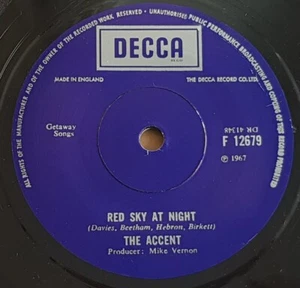 ALL RIGHTS OF THE MANUFACTURER AND OF THE OWNER OF THE RECORDED WORK RESERVED. UNAUTHORISED PUBLIC PERFORMANCE BROADCASTING AND COPYING OF THIS RECORD PROHIBITED
DECCA
MADE IN ENGLAND
THE DECCA RECORD CO. LTD.
Getaway
Songs
DR 41348
F 12679
℗ 1967
RED SKY AT NIGHT
(Davies, Beetham, Hebron, Birkett)
THE ACCENT
Producer: Mike Vernon